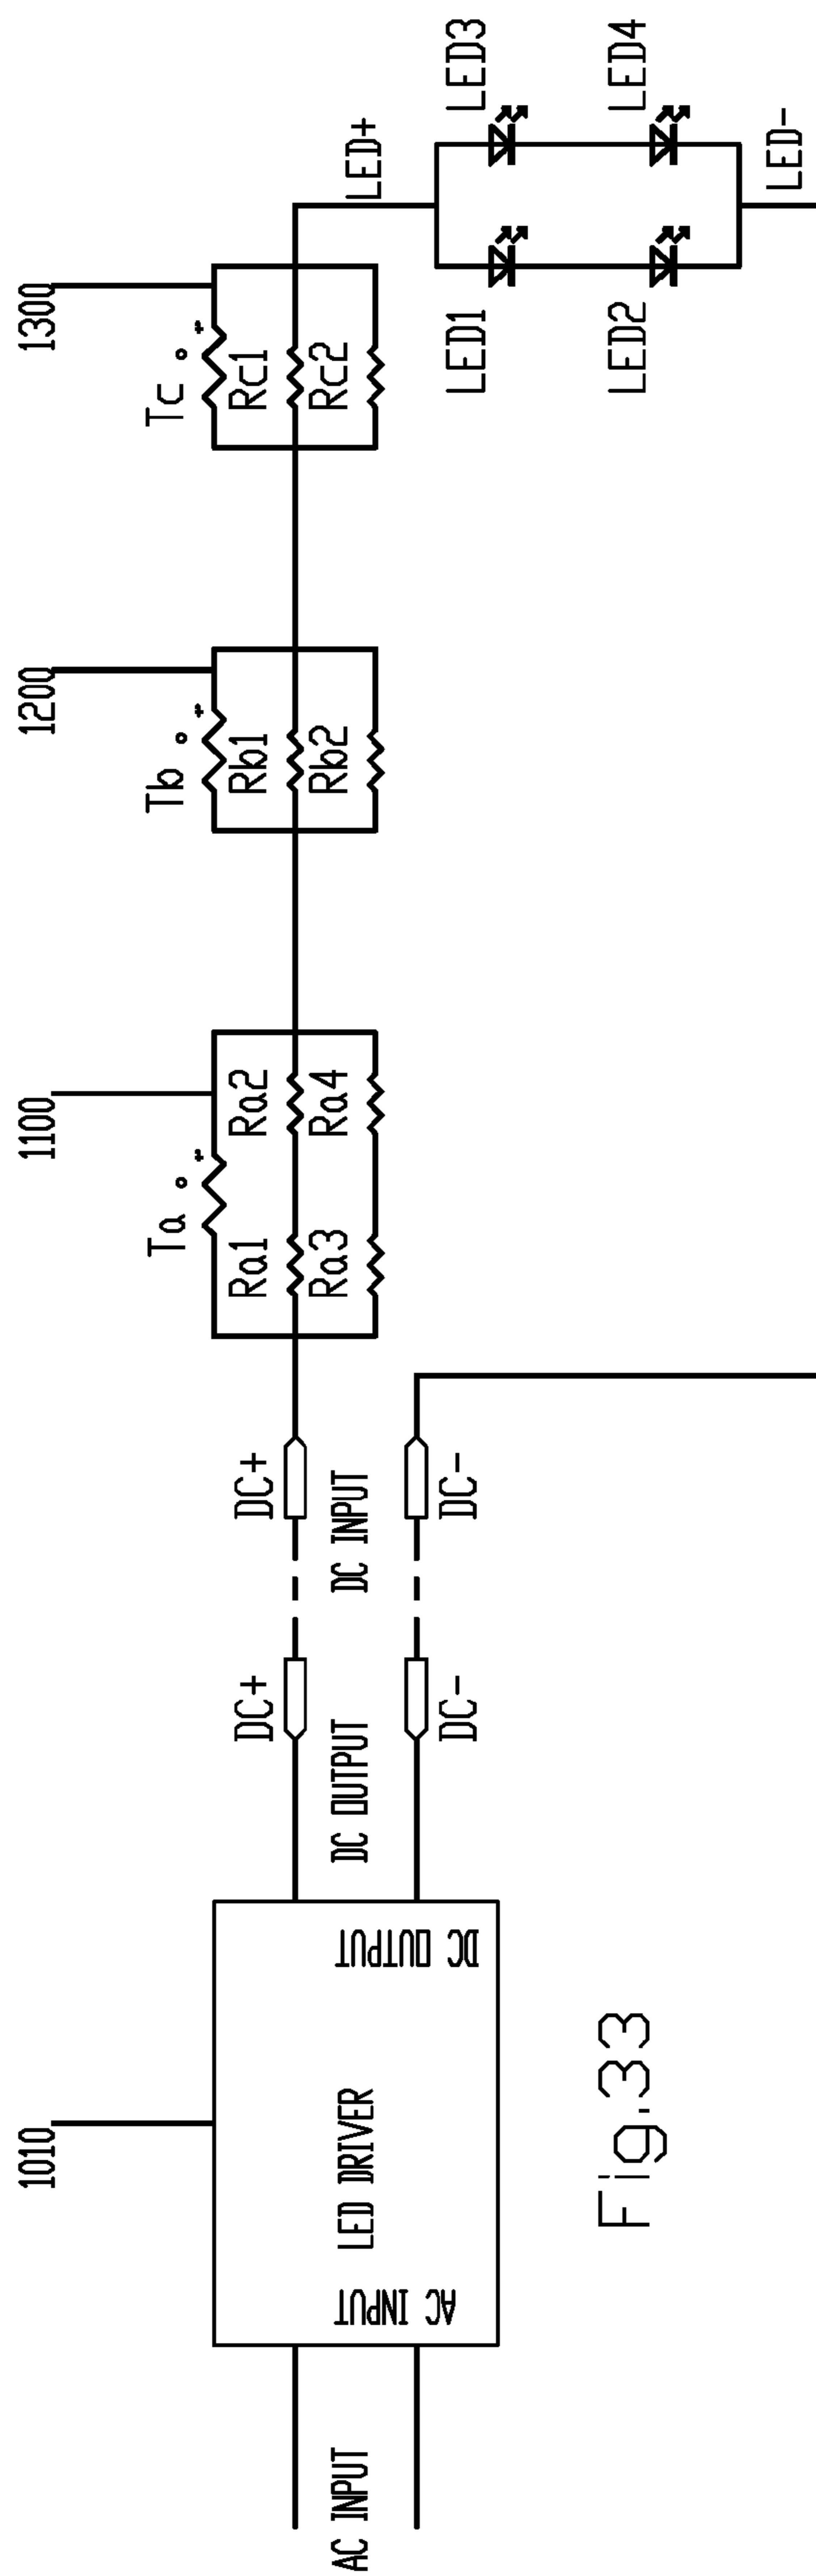 1010
1100
1200
1300
Ta
Tb
Tc
Ra1
Ra2
Rb1
Rc1
Ra3
Ra4
Rb2
Rc2
AC INPUT
AC INPUT
LED DRIVER
DC OUTPUT
DC OUTPUT
DC+
DC-
DC INPUT
DC+
DC-
LED+
LED1
LED3
LED2
LED4
LED-
Fig.33